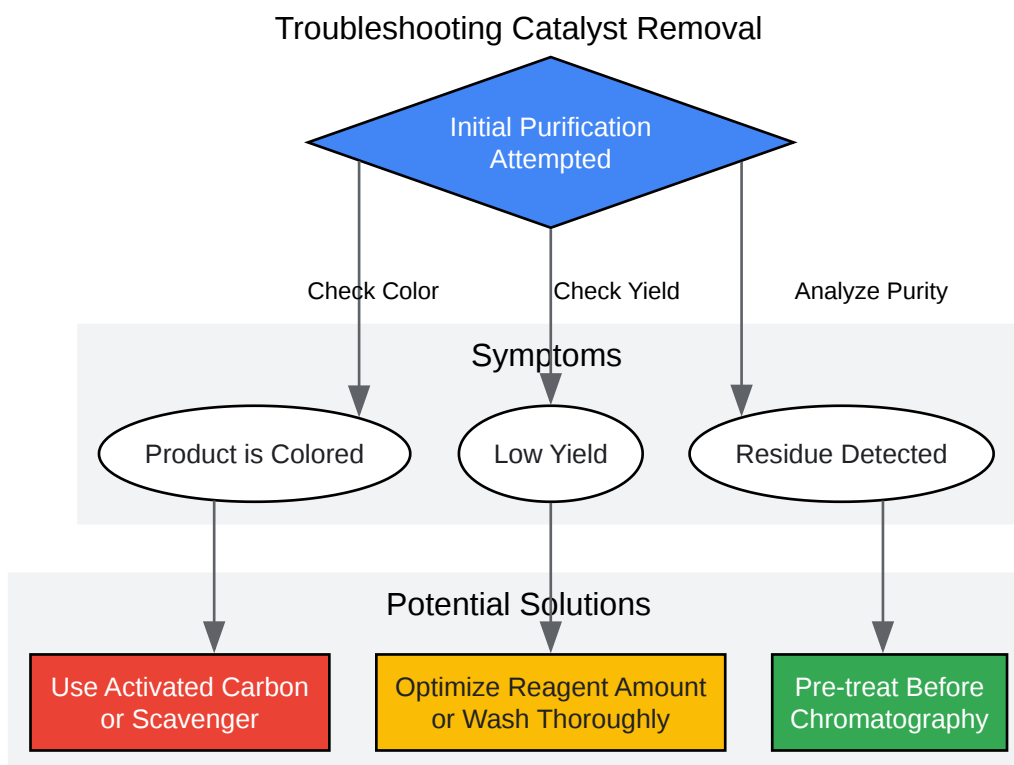 Troubleshooting Catalyst Removal
Initial Purification
Attempted
Check Color
Check Yield
Analyze Purity
Symptoms
Product is Colored
Low Yield
Residue Detected
Potential Solutions
Use Activated Carbon
or Scavenger
Optimize Reagent Amount
or Wash Thoroughly
Pre-treat Before
Chromatography